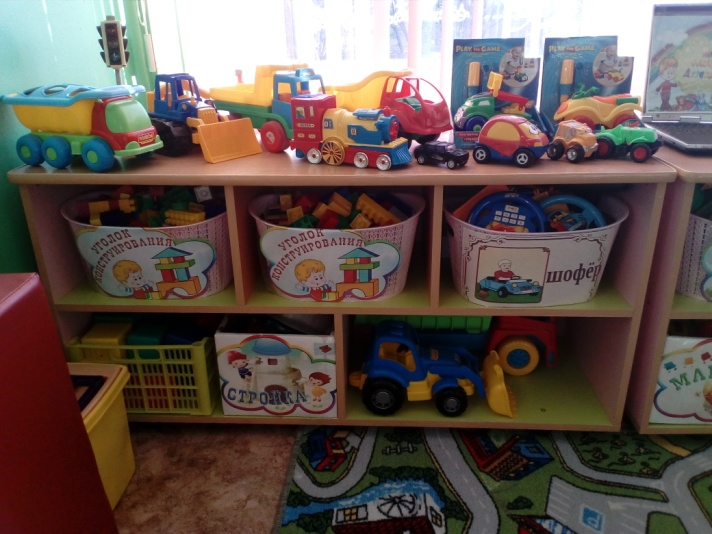 PLAY THE GAME
PLAY THE GAME
УГОЛОК
КОНСТРУИРОВАНИЯ
УГОЛОК
КОНСТРУИРОВАНИЯ
шофёр
СТРОЙКА